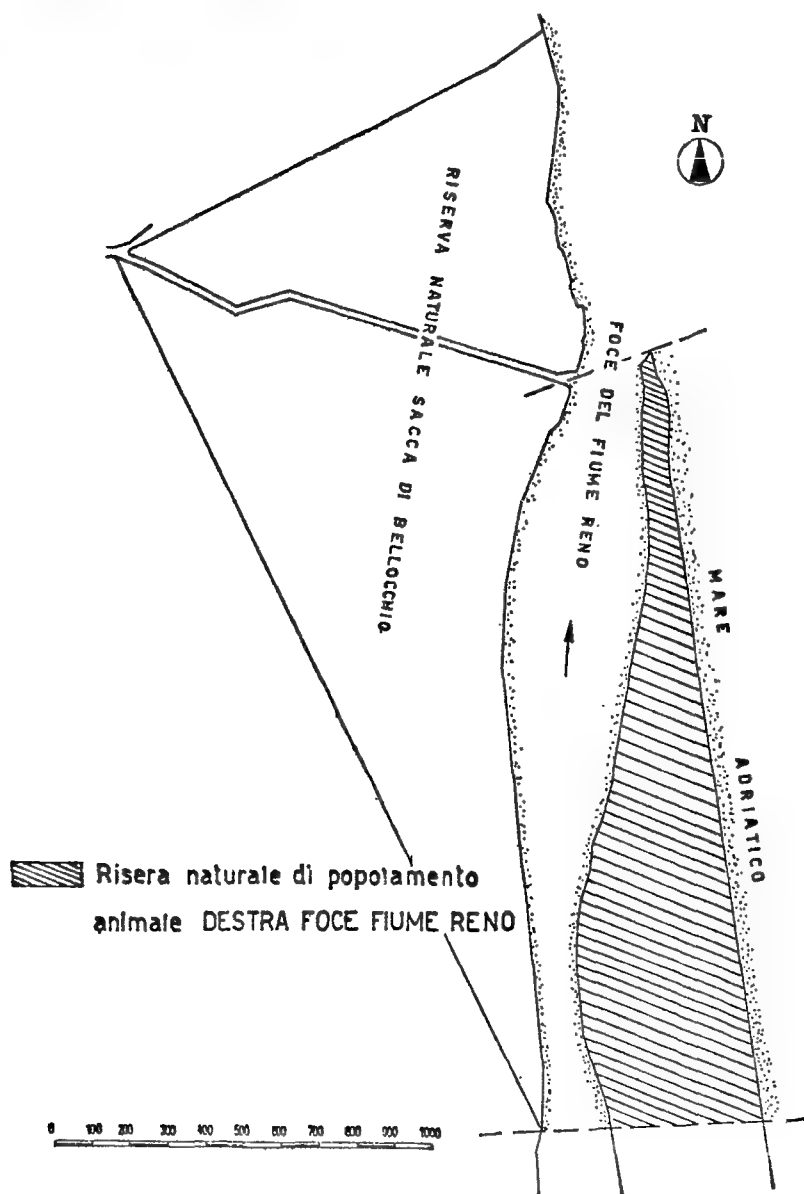 N
RISERVA NATURALE SACCA DI BELLOCCHIO
FOCE DEL FIUME RENO
MARE ADRIATICO
Risera naturale di popolamento
animale DESTRA FOCE FIUME RENO
0 100 200 300 400 500 600 700 800 900 1000